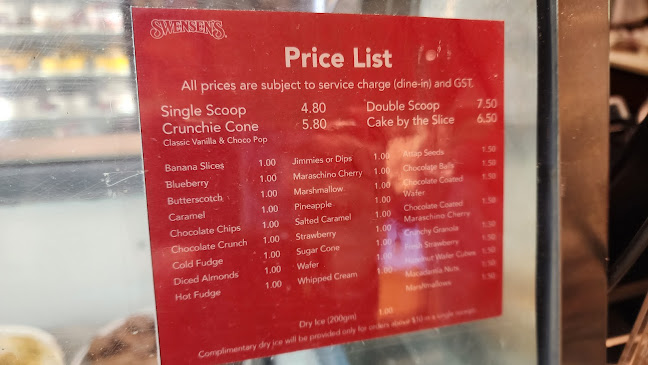 SWENSEN'S.
Price List
All prices are subject to service charge (dine-in) and GST.
Single Scoop 4.80 Double Scoop 7.50
Crunchie Cone 5.80 Cake by the Slice 6.50
Classic Vanilla & Choco Pop
Banana Slices 1.00
Blueberry 1.00
Butterscotch 1.00
Caramel 1.00
Chocolate Chips 1.00
Chocolate Crunch 1.00
Cold Fudge 1.00
Diced Almonds 1.00
Hot Fudge
Jimmies or Dips 1.00
Maraschino Cherry 1.00
Marshmallow 1.00
Pineapple 1.00
Salted Caramel 1.00
Strawberry 1.00
Sugar Cone 1.00
Wafer 1.00
Whipped Cream 1.00
Attap Seeds 1.50
Chocolate Balls 1.50
Chocolate Coated 1.50
Wafer
Chocolate Coated 1.50
Maraschino Cherry
Crunchy Granola 1.50
Fresh Strawberry 1.50
Hazelnut Wafer Cubes 1.50
Macadamia Nuts 1.50
Marshmallows
Dry Ice (200gm) 1.00
Complimentary dry ice will be provided only for orders above $10 in a single receipt.